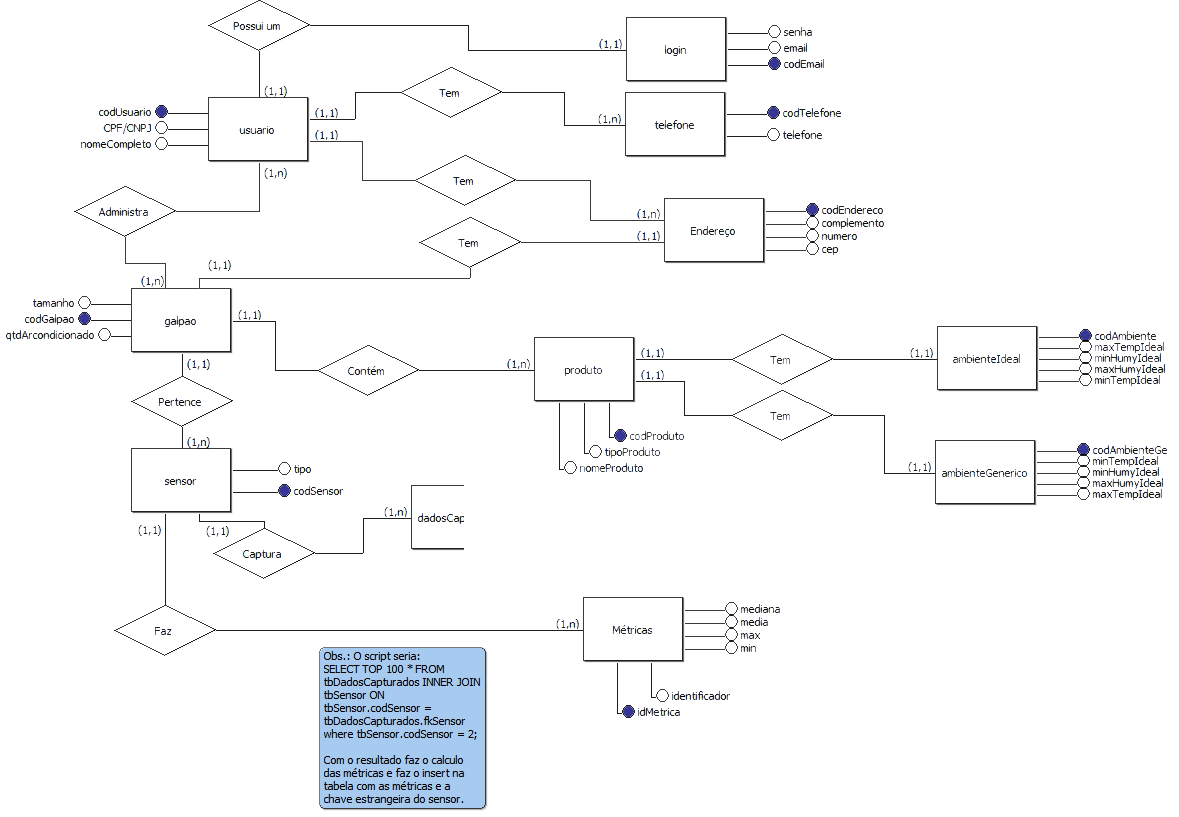 Possui um
(1,1)
login
senha
email
codEmail
(1,1)
codUsuario
CPF/CNPJ
nomeCompleto
usuario
(1,1)
(1,1)
(1,n)
Tem
(1,n)
telefone
codTelefone
telefone
Tem
(1,n)
(1,1)
Endereço
codEndereco
complemento
numero
cep
Administra
Tem
(1,1)
(1,n)
tamanho
codGalpao
qtdArcondicionado
galpao
(1,1)
(1,1)
Contém
(1,n)
produto
(1,1)
(1,1)
Tem
(1,1)
ambienteIdeal
codAmbiente
maxTempIdeal
minHumyIdeal
maxHumyIdeal
minTempIdeal
Tem
(1,1)
ambienteGenerico
codAmbienteGe
minTempIdeal
minHumyIdeal
maxHumyIdeal
maxTempIdeal
codProduto
tipoProduto
nomeProduto
Pertence
(1,n)
sensor
tipo
codSensor
(1,1)
(1,1)
Captura
(1,n)
dadosCap
Faz
(1,n)
Métricas
mediana
media
max
min
identificador
idMetrica
Obs.: O script seria:
SELECT TOP 100 * FROM
tbDadosCapturados INNER JOIN
tbSensor ON
tbSensor.codSensor =
tbDadosCapturados.fkSensor
where tbSensor.codSensor = 2;
Com o resultado faz o calculo
das métricas e faz o insert na
tabela com as métricas e a
chave estrangeira do sensor.